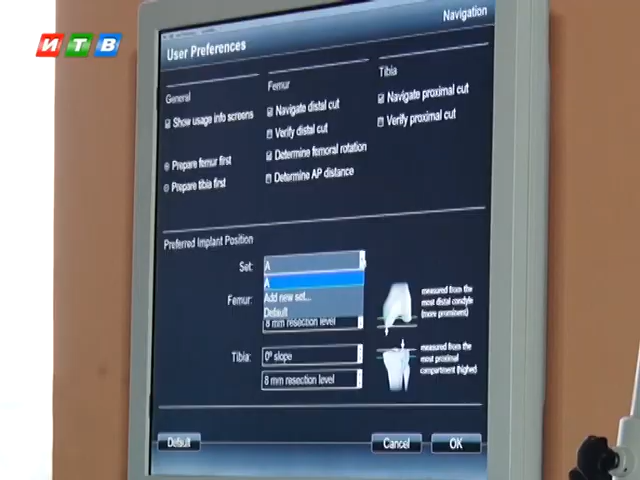 ИТВ
Navigation
User Preferences
General
Show usage info screens
Prepare femur first
Prepare tibia first
Femur
Navigate distal cut
Verify distal cut
Determine femoral rotation
Determine AP distance
Tibia
Navigate proximal cut
Verify proximal cut
Preferred Implant Position
Set: A
A
Add new set...
Default
Femur:
8 mm resection level
measured from the
most distal condyle
(more prominent)
Tibia: 0° slope
8 mm resection level
measured from the
most proximal
compartment (higher)
Default
Cancel
OK